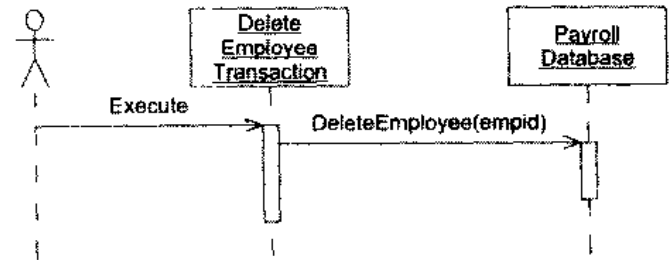 Delete
Employee
Transaction
Payroll
Database
Execute
DeleteEmployee(empid)